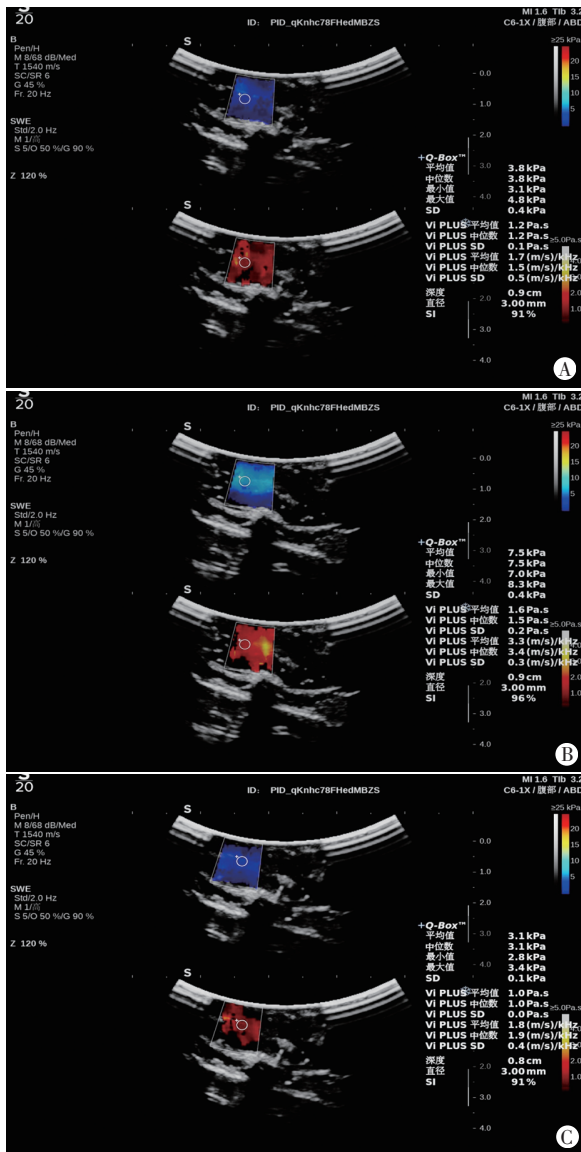 20
ID: PID_qKnhc78FHedMBZS
MI 1.6 TIb 3.2
C6-1X / 腹部 / ABD
B
Pen/H
M 8/68 dB/Med
T 1540 m/s
SC/SR 6
G 45 %
Fr. 20 Hz
SWE
Std/2.0 Hz
M 1/高
S 5/O 50 %/G 90 %
Z 120 %
S
≥25 kPa
20
15
10
5
0.0
1.0
2.0
3.0
4.0
+Q-Box™
平均值 3.8 kPa
中位数 3.8 kPa
最小值 3.1 kPa
最大值 4.8 kPa
SD 0.4 kPa
Vi PLUS 平均值 1.2 Pa.s
Vi PLUS 中位数 1.2 Pa.s
Vi PLUS SD 0.1 Pa.s
Vi PLUS 平均值 1.7 (m/s)/kHz
Vi PLUS 中位数 1.5 (m/s)/kHz
Vi PLUS SD 0.5 (m/s)/kHz
深度 0.9 cm
直径 3.00 mm
SI 91 %
S
≥5.0Pa.s
2.0
1.0
2.0
3.0
4.0
A
20
ID: PID_qKnhc78FHedMBZS
MI 1.6 TIb 3.2
C6-1X / 腹部 / ABD
B
Pen/H
M 8/68 dB/Med
T 1540 m/s
SC/SR 6
G 45 %
Fr. 20 Hz
SWE
Std/2.0 Hz
M 1/高
S 5/O 50 %/G 90 %
Z 120 %
S
≥25 kPa
20
15
10
5
0.0
1.0
2.0
3.0
4.0
+Q-Box™
平均值 7.5 kPa
中位数 7.5 kPa
最小值 7.0 kPa
最大值 8.3 kPa
SD 0.4 kPa
Vi PLUS 平均值 1.6 Pa.s
Vi PLUS 中位数 1.5 Pa.s
Vi PLUS SD 0.2 Pa.s
Vi PLUS 平均值 3.3 (m/s)/kHz
Vi PLUS 中位数 3.4 (m/s)/kHz
Vi PLUS SD 0.3 (m/s)/kHz
深度 0.9 cm
直径 3.00 mm
SI 96 %
S
≥5.0Pa.s
2.0
1.0
2.0
3.0
4.0
B
20
ID: PID_qKnhc78FHedMBZS
MI 1.6 TIb 3.2
C6-1X / 腹部 / ABD
B
Pen/H
M 8/68 dB/Med
T 1540 m/s
SC/SR 6
G 45 %
Fr. 20 Hz
SWE
Std/2.0 Hz
M 1/高
S 5/O 50 %/G 90 %
Z 120 %
S
≥25 kPa
20
15
10
5
0.0
1.0
2.0
3.0
4.0
+Q-Box™
平均值 3.1 kPa
中位数 3.1 kPa
最小值 2.8 kPa
最大值 3.4 kPa
SD 0.1 kPa
Vi PLUS 平均值 1.0 Pa.s
Vi PLUS 中位数 1.0 Pa.s
Vi PLUS SD 0.0 Pa.s
Vi PLUS 平均值 1.8 (m/s)/kHz
Vi PLUS 中位数 1.9 (m/s)/kHz
Vi PLUS SD 0.4 (m/s)/kHz
深度 0.8 cm
直径 3.00 mm
SI 91 %
S
≥5.0Pa.s
2.0
1.0
2.0
3.0
4.0
C